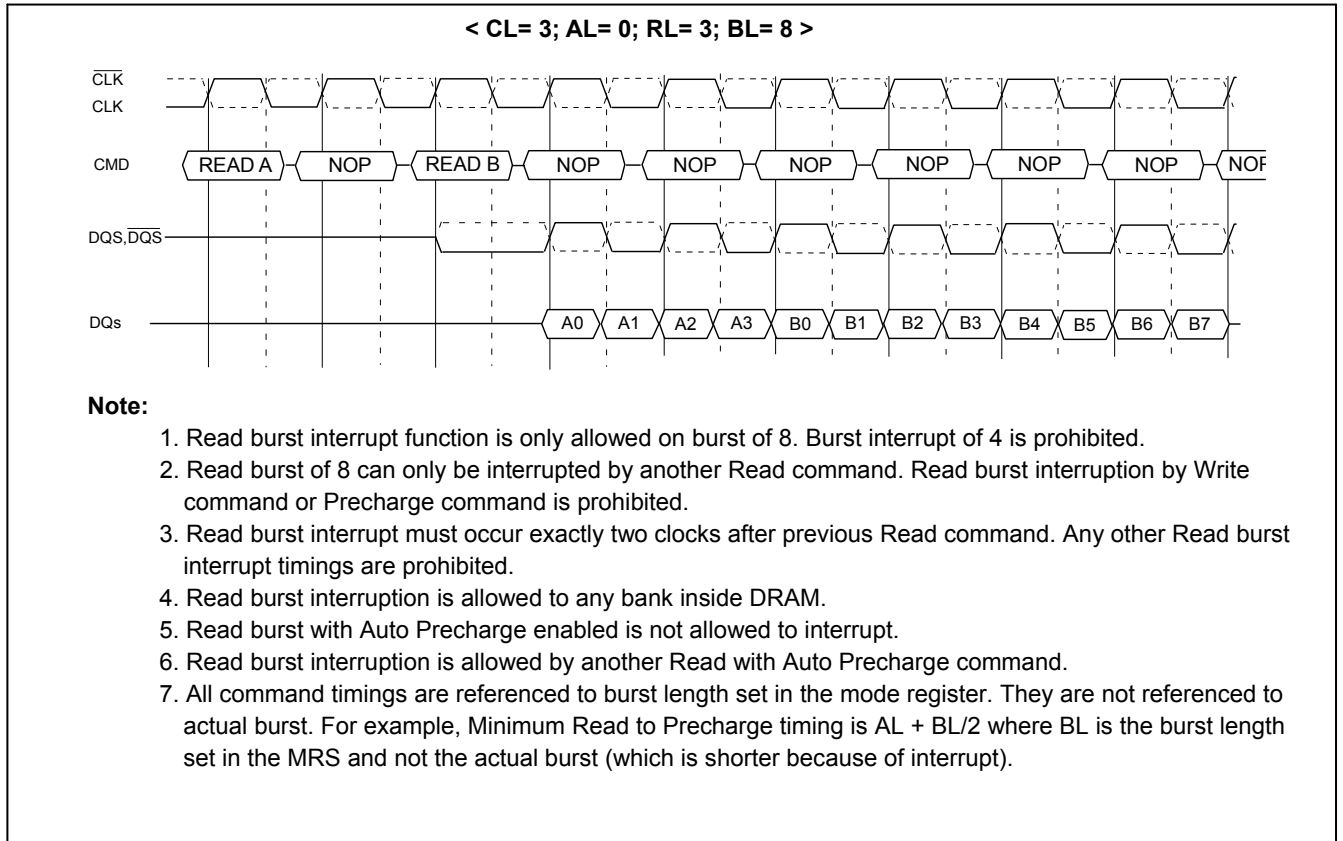 < CL= 3; AL= 0; RL= 3; BL= 8 >
CLK
CLK
CMD READ A NOP READ B NOP NOP NOP NOP NOP NOP NOP
DQS,DQS
DQs A0 A1 A2 A3 B0 B1 B2 B3 B4 B5 B6 B7
Note:
1. Read burst interrupt function is only allowed on burst of 8. Burst interrupt of 4 is prohibited.
2. Read burst of 8 can only be interrupted by another Read command. Read burst interruption by Write
command or Precharge command is prohibited.
3. Read burst interrupt must occur exactly two clocks after previous Read command. Any other Read burst
interrupt timings are prohibited.
4. Read burst interruption is allowed to any bank inside DRAM.
5. Read burst with Auto Precharge enabled is not allowed to interrupt.
6. Read burst interruption is allowed by another Read with Auto Precharge command.
7. All command timings are referenced to burst length set in the mode register. They are not referenced to
actual burst. For example, Minimum Read to Precharge timing is AL + BL/2 where BL is the burst length
set in the MRS and not the actual burst (which is shorter because of interrupt).